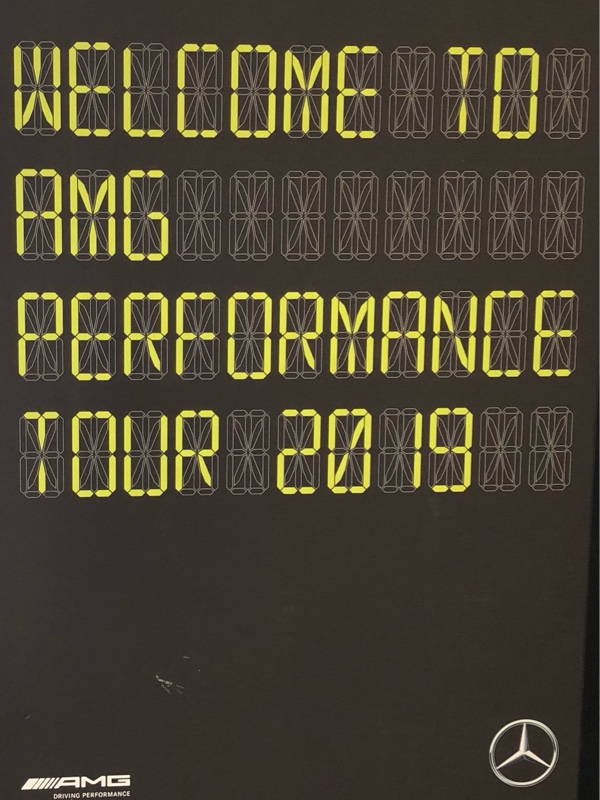 WELCOME TO
AMG
PERFORMANCE
TOUR 2019
AMG
DRIVING PERFORMANCE